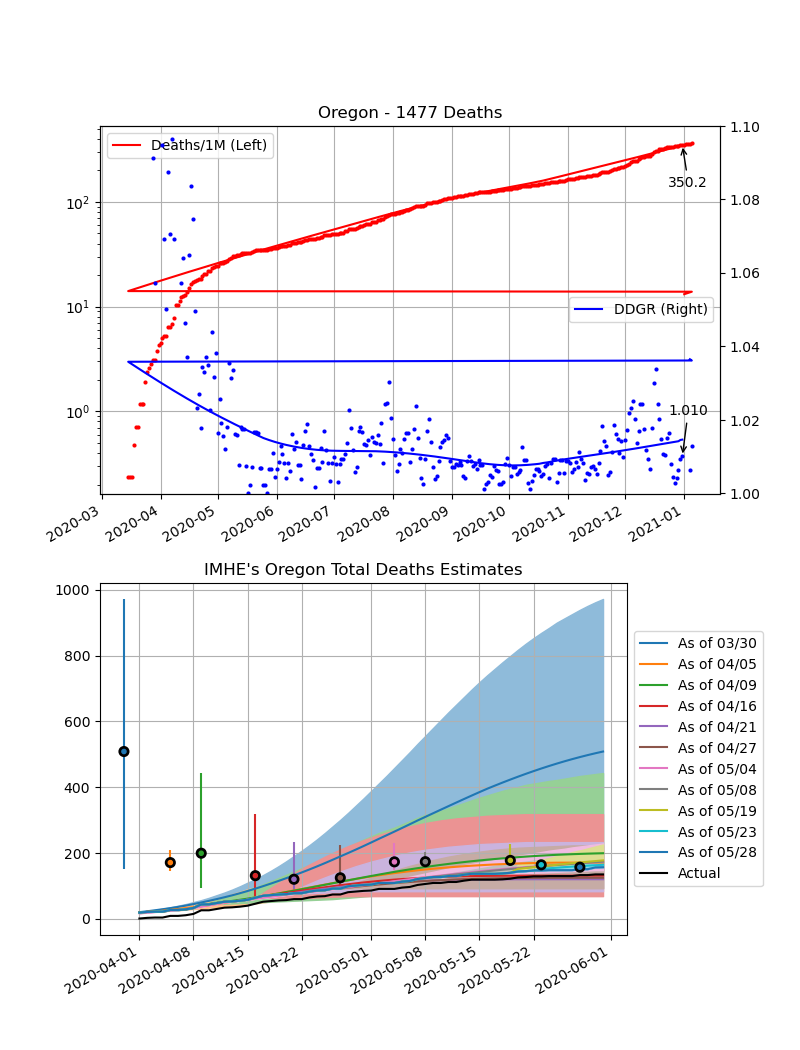 Oregon - 1477 Deaths
Deaths/1M (Left)
DDGR (Right)
350.2
1.010
10²
10¹
10⁰
1.10
1.08
1.06
1.04
1.02
1.00
2020-03
2020-04
2020-05
2020-06
2020-07
2020-08
2020-09
2020-10
2020-11
2020-12
2021-01
IMHE's Oregon Total Deaths Estimates
1000
800
600
400
200
0
2020-04-01
2020-04-08
2020-04-15
2020-04-22
2020-05-01
2020-05-08
2020-05-15
2020-05-22
2020-06-01
As of 03/30
As of 04/05
As of 04/09
As of 04/16
As of 04/21
As of 04/27
As of 05/04
As of 05/08
As of 05/19
As of 05/23
As of 05/28
Actual